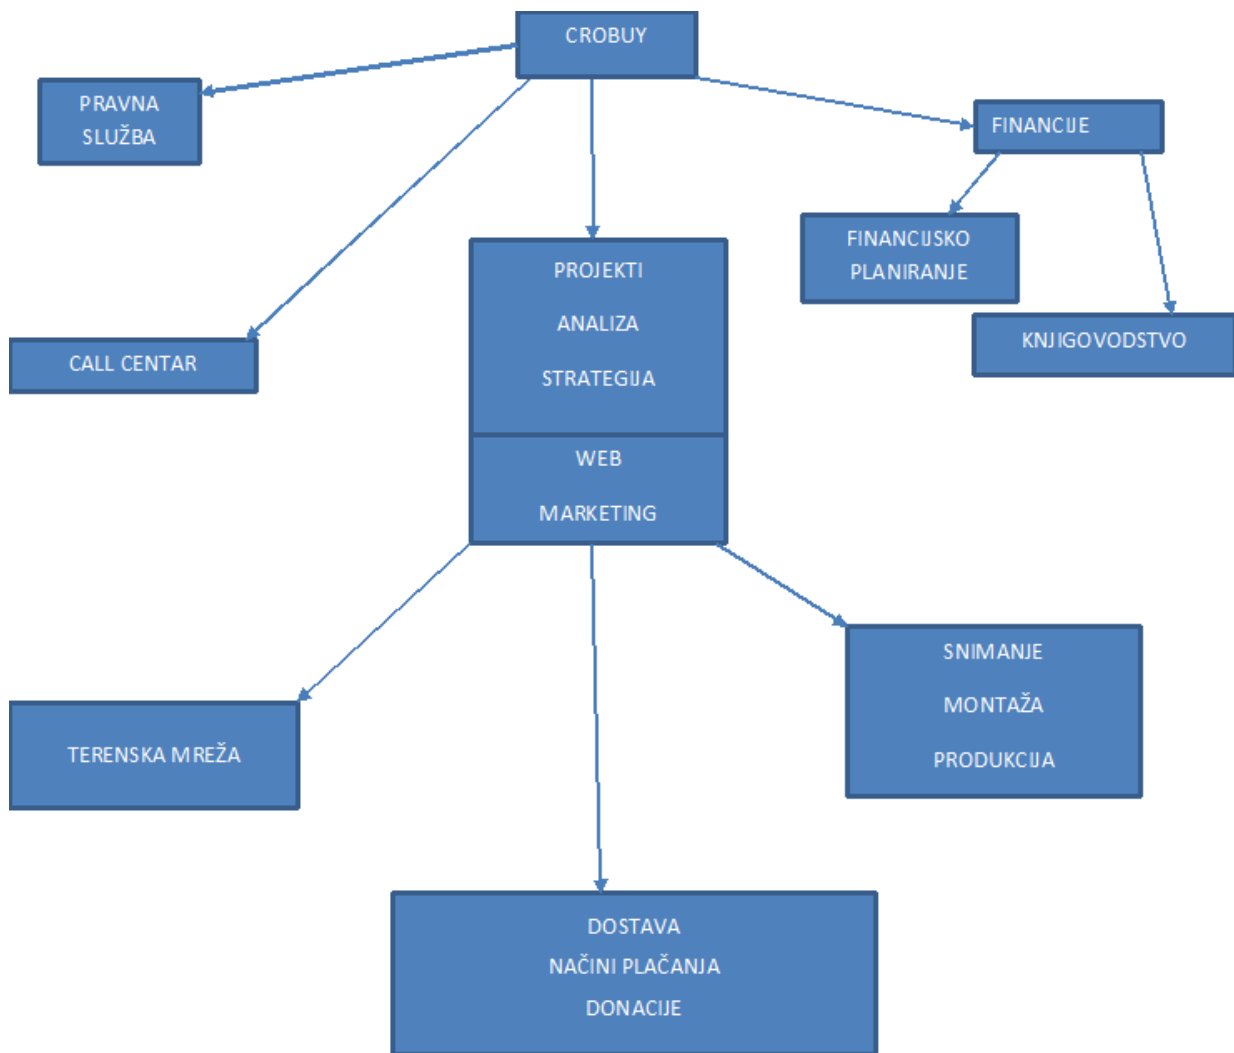 CROBUY
PRAVNA
SLUŽBA
FINANCIJE
FINANCIJSKO
PLANIRANJE
KNJIGOVODSTVO
CALL CENTAR
PROJEKTI
ANALIZA
STRATEGIJA
WEB
MARKETING
TERENSKA MREŽA
SNIMANJE
MONTAŽA
PRODUKCIJA
DOSTAVA
NAČINI PLAČANJA
DONACIJE